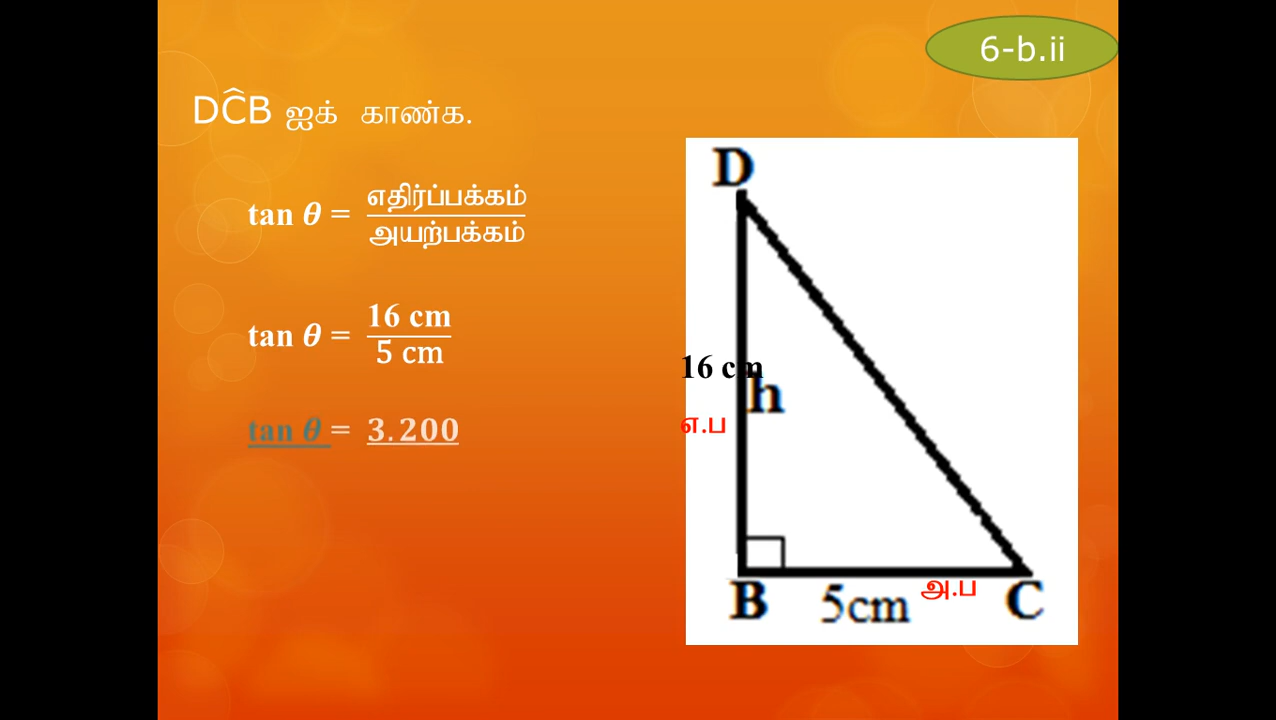 6-b.ii
DĈB ஐக் காண்க.
tan θ = எதிர்ப்பக்கம் / அயற்பக்கம்
tan θ = 16 cm / 5 cm
tan θ = 3.200
D
16 cm
h
எ.ப
B 5cm அ.ப C